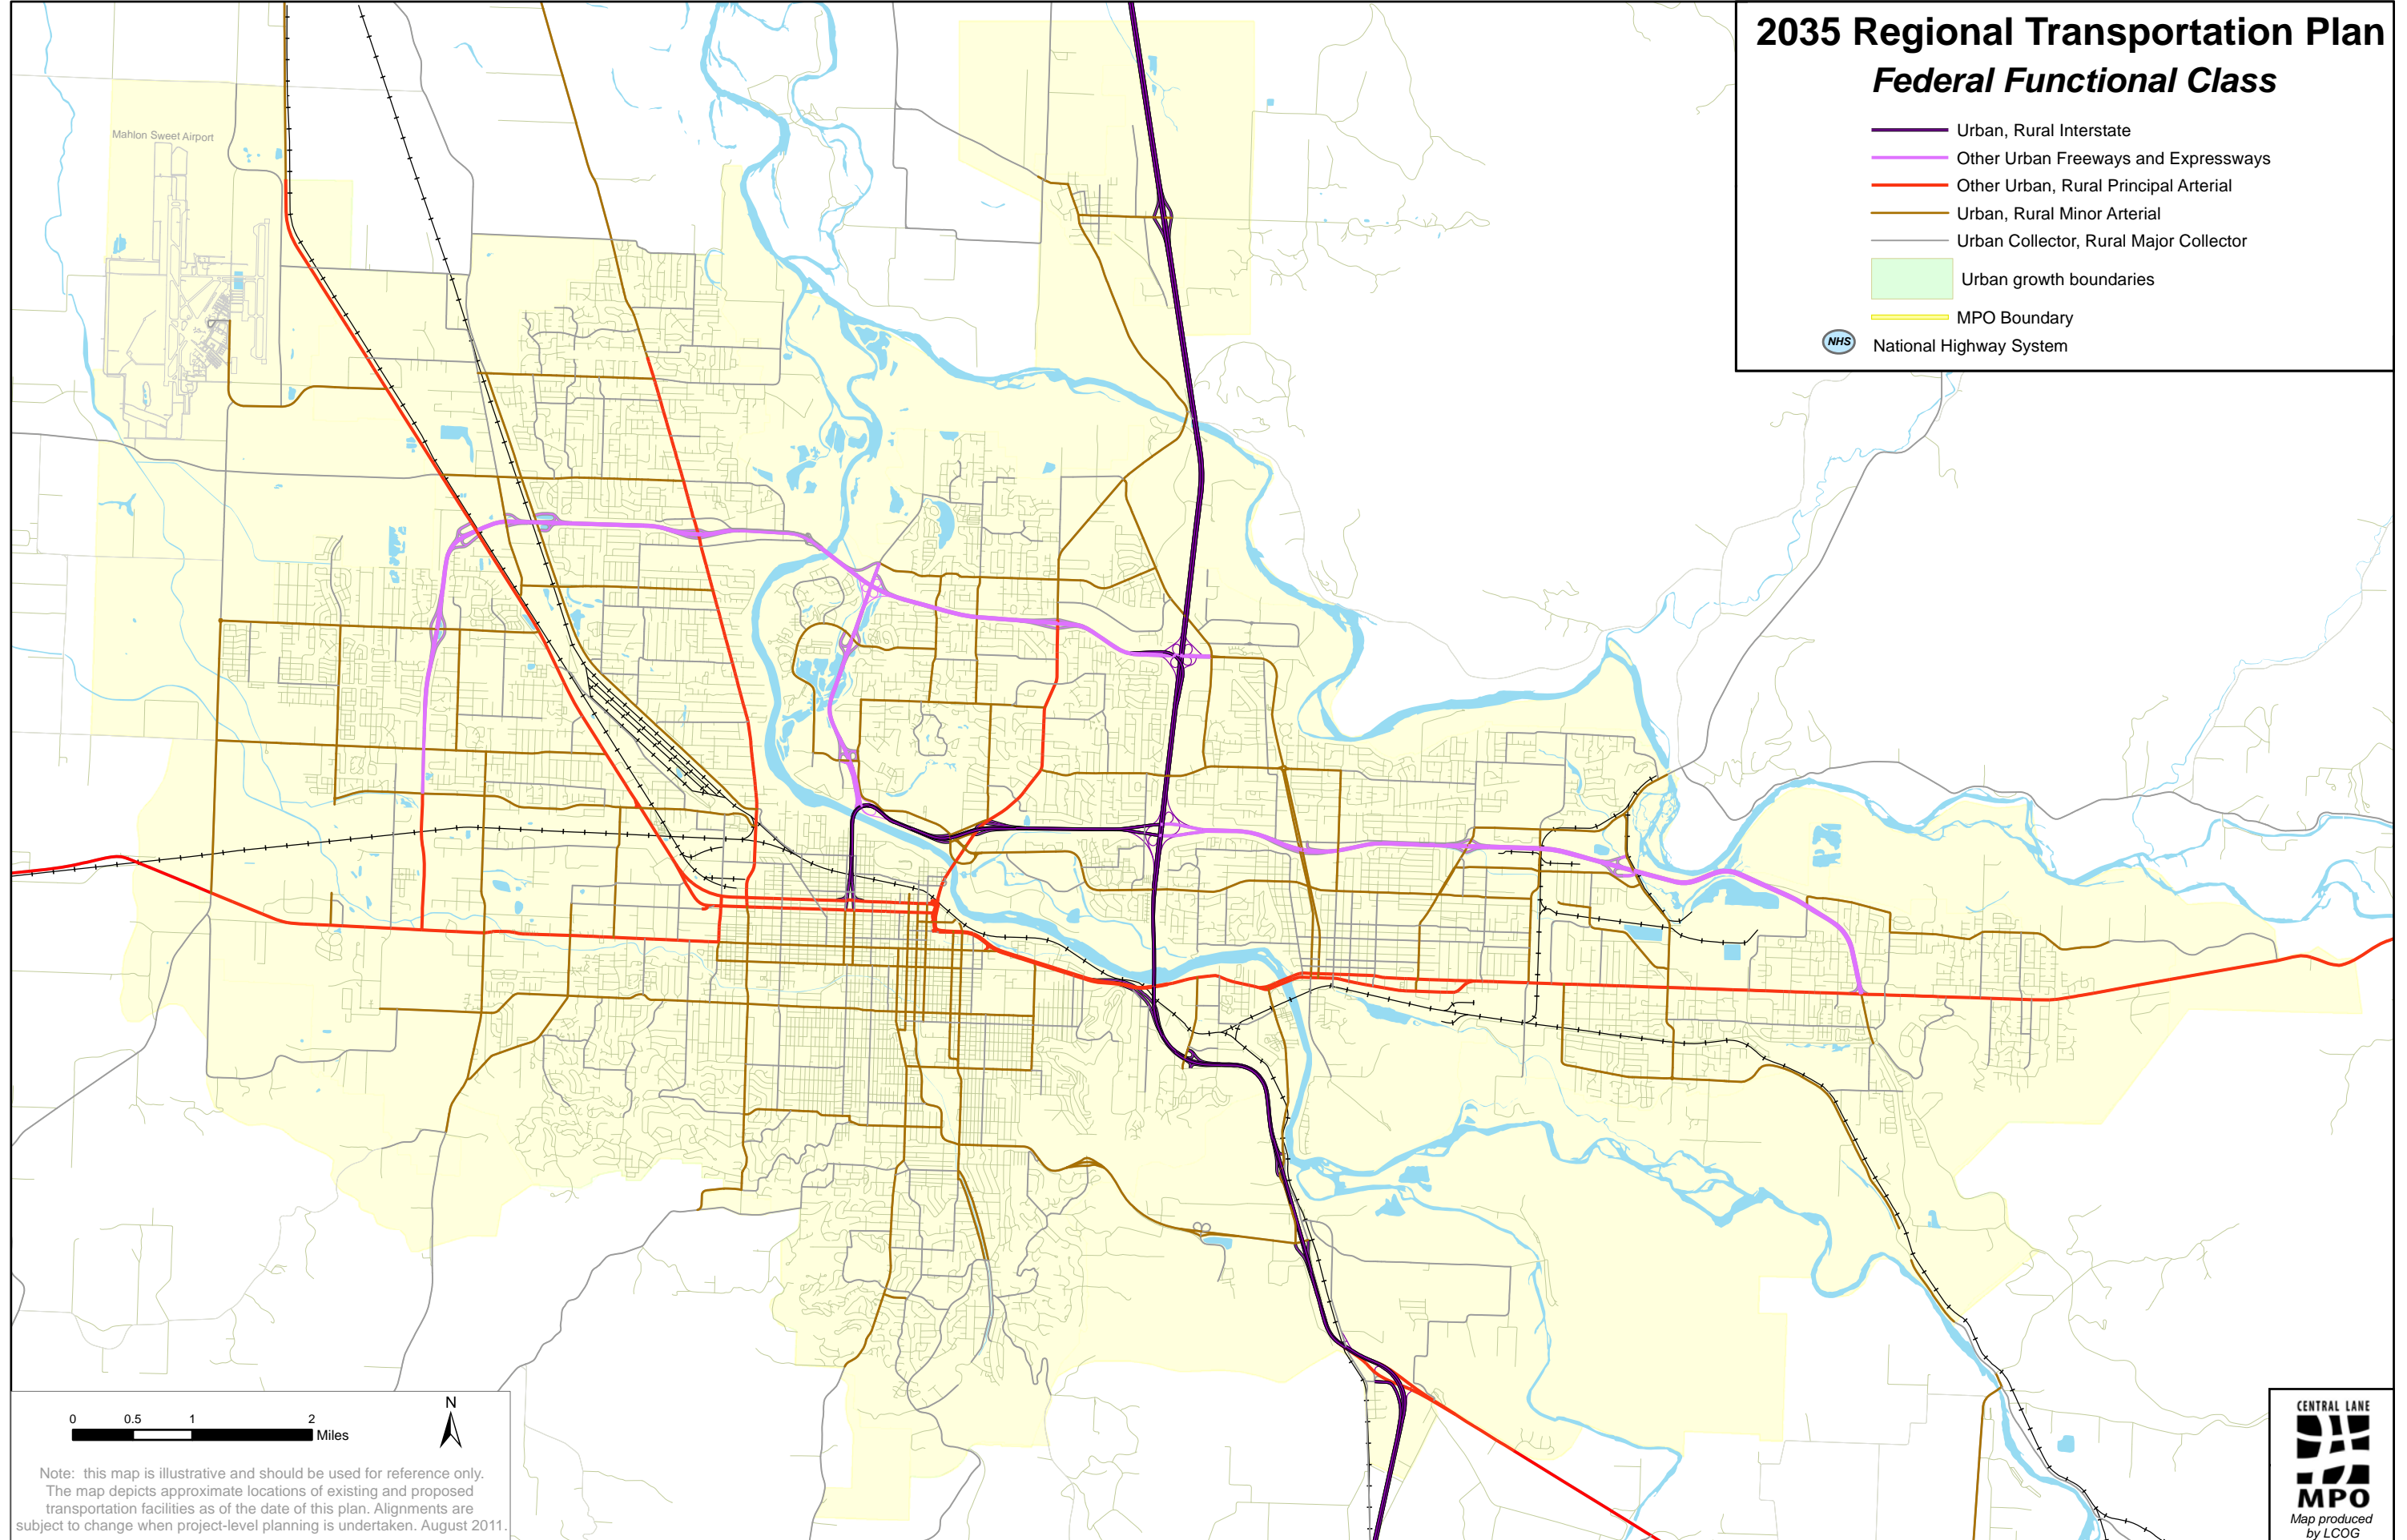 2035 Regional Transportation Plan
Federal Functional Class
Urban, Rural Interstate
Other Urban Freeways and Expressways
Other Urban, Rural Principal Arterial
Urban, Rural Minor Arterial
Urban Collector, Rural Major Collector
Urban growth boundaries
MPO Boundary
NHS National Highway System
Mahlon Sweet Airport
0 0.5 1 2
Miles
N
Note: this map is illustrative and should be used for reference only.
The map depicts approximate locations of existing and proposed
transportation facilities as of the date of this plan. Alignments are
subject to change when project-level planning is undertaken. August 2011.
CENTRAL LANE
MPO
Map produced
by LCOG